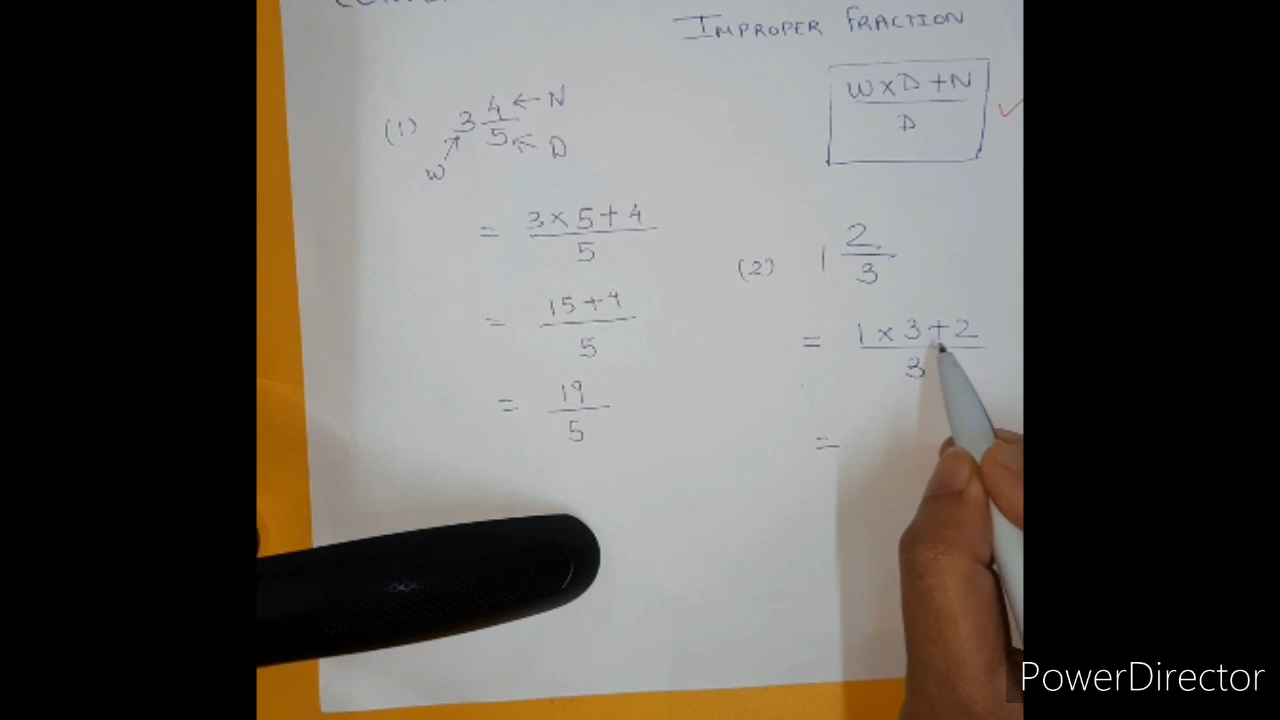 IMPROPER FRACTION
W×D+N
D
(1) 3 4/5 ← N
← D
W
= 3×5+4
5
= 15+4
5
= 19
5
(2) 1 2/3
= 1×3+2
3
=
PowerDirector